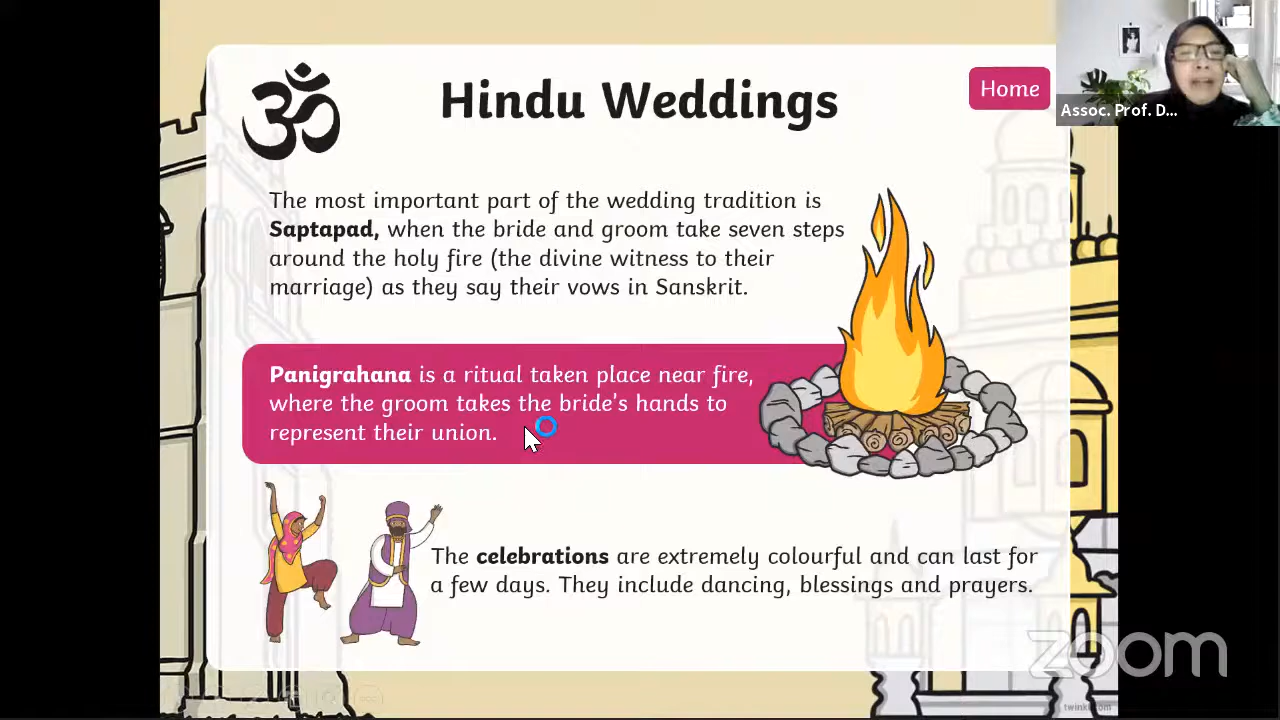 ॐ
Hindu Weddings
Home
Assoc. Prof. D...
The most important part of the wedding tradition is
Saptapad, when the bride and groom take seven steps
around the holy fire (the divine witness to their
marriage) as they say their vows in Sanskrit.
Panigrahana is a ritual taken place near fire,
where the groom takes the bride's hands to
represent their union.
The celebrations are extremely colourful and can last for
a few days. They include dancing, blessings and prayers.
zoom